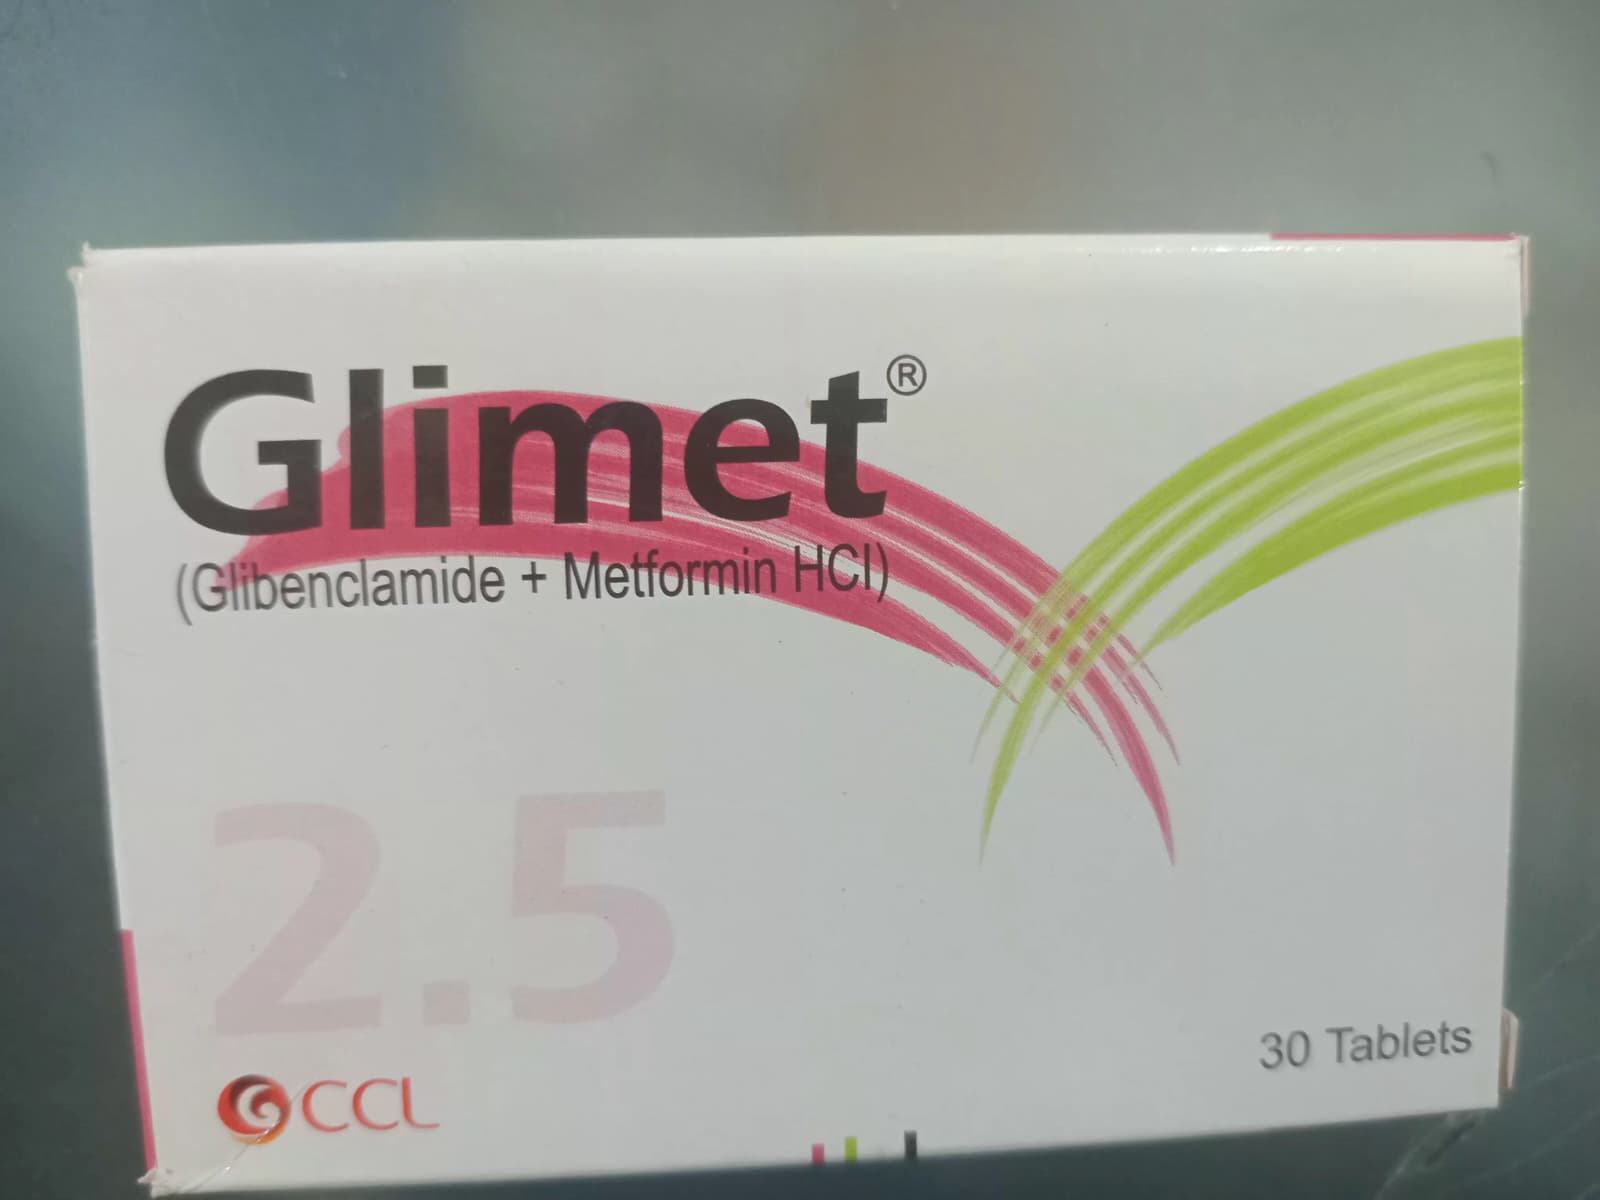 Glimet®
(Glibenclamide + Metformin HCl)
2.5
CCL
30 Tablets